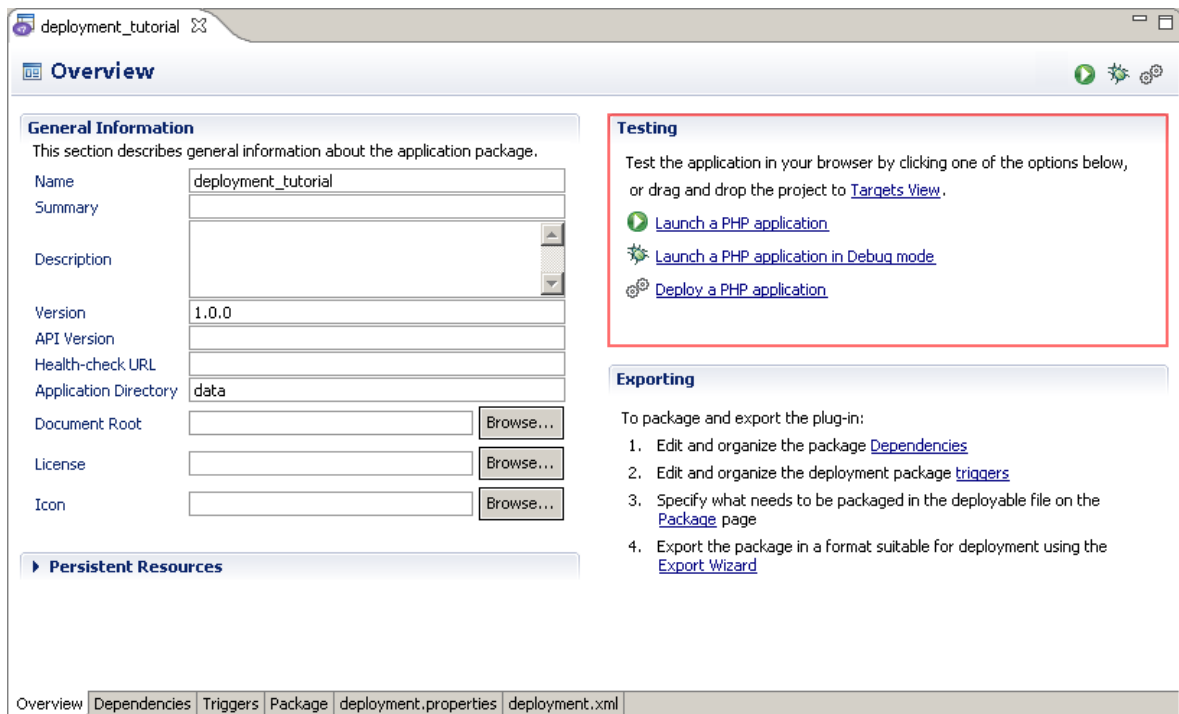 deployment_tutorial
Overview
General Information
This section describes general information about the application package.
Name
deployment_tutorial
Summary
Description
Version
1.0.0
API Version
Health-check URL
Application Directory
data
Document Root
Browse...
License
Browse...
Icon
Browse...
Persistent Resources
Testing
Test the application in your browser by clicking one of the options below,
or drag and drop the project to Targets View.
Launch a PHP application
Launch a PHP application in Debug mode
Deploy a PHP application
Exporting
To package and export the plug-in:
1. Edit and organize the package Dependencies
2. Edit and organize the deployment package triggers
3. Specify what needs to be packaged in the deployable file on the
Package page
4. Export the package in a format suitable for deployment using the
Export Wizard
Overview Dependencies Triggers Package deployment.properties deployment.xml